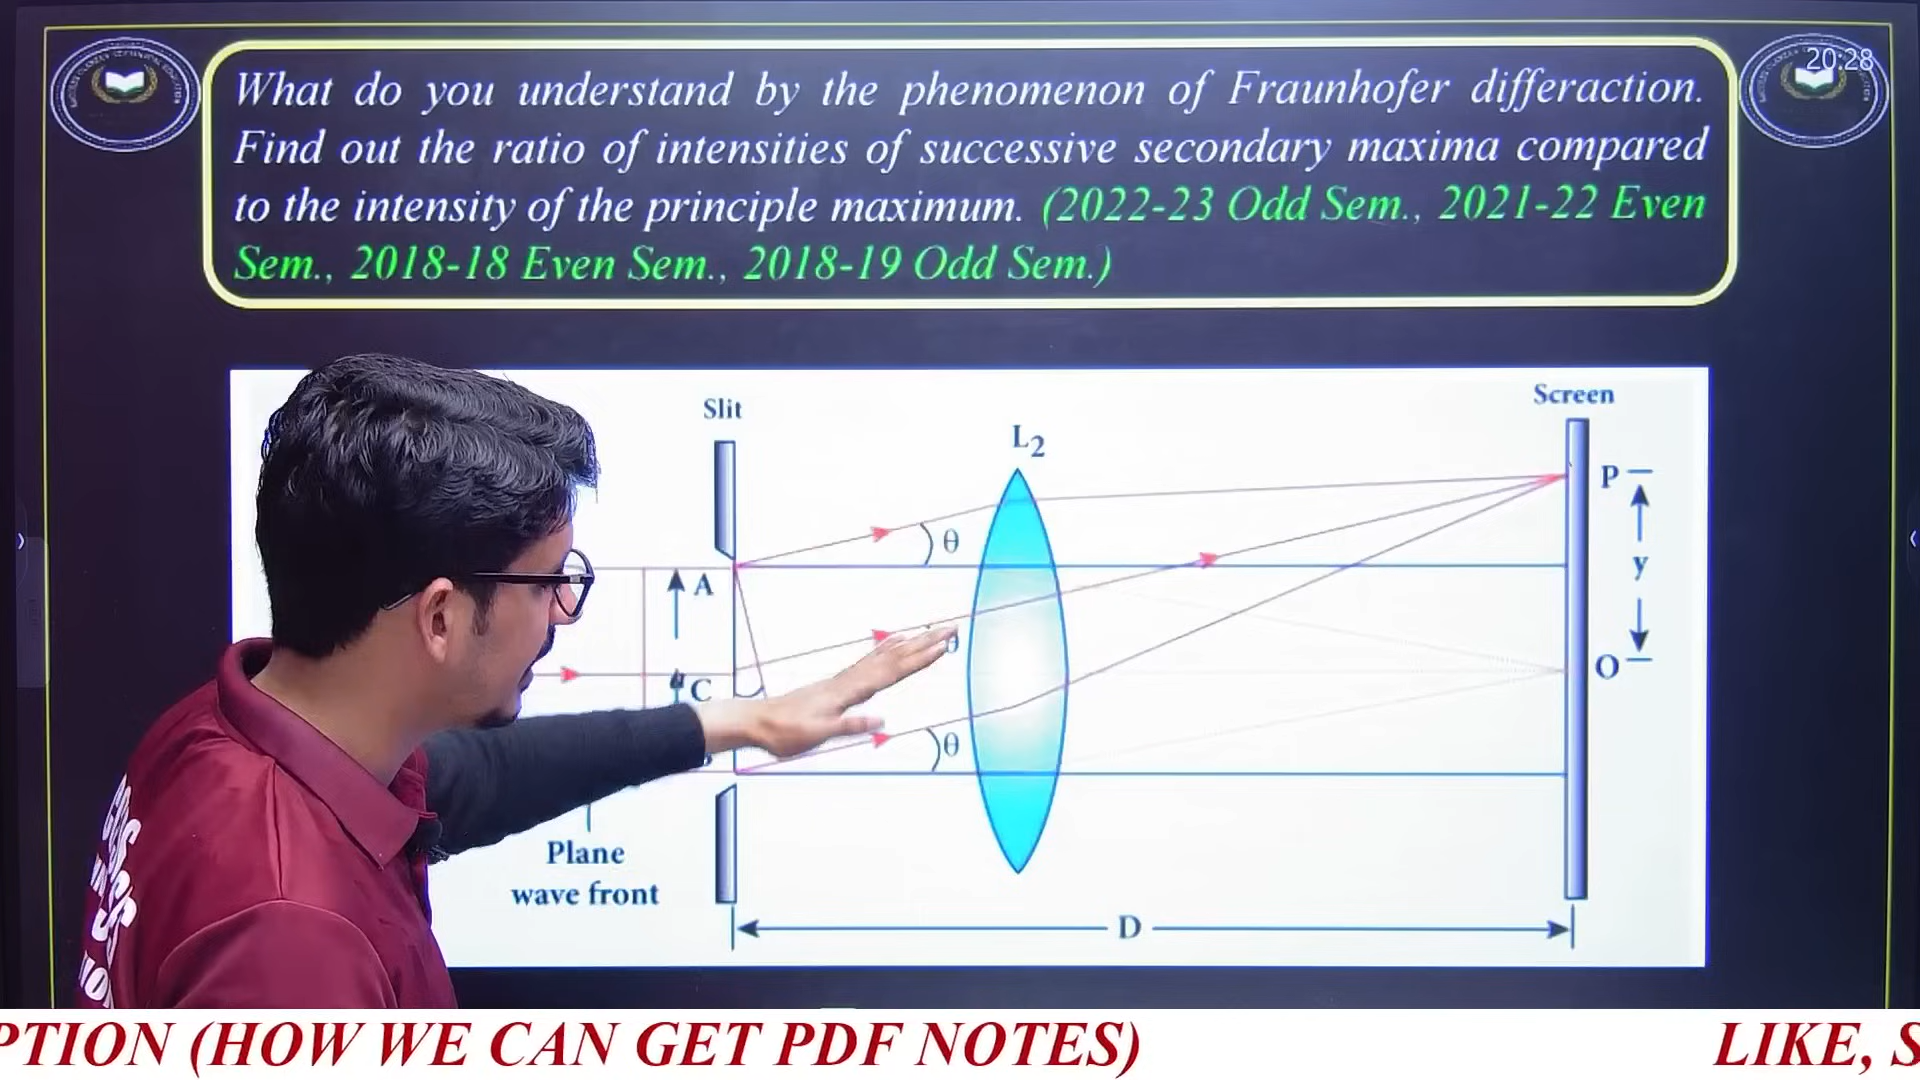 20:28
What do you understand by the phenomenon of Fraunhofer differaction.
Find out the ratio of intensities of successive secondary maxima compared
to the intensity of the principle maximum. (2022-23 Odd Sem., 2021-22 Even
Sem., 2018-18 Even Sem., 2018-19 Odd Sem.)
Slit
Screen
L2
P
θ
A
y
θ
C
O
θ
Plane
wave front
D
PTION (HOW WE CAN GET PDF NOTES)
LIKE, S